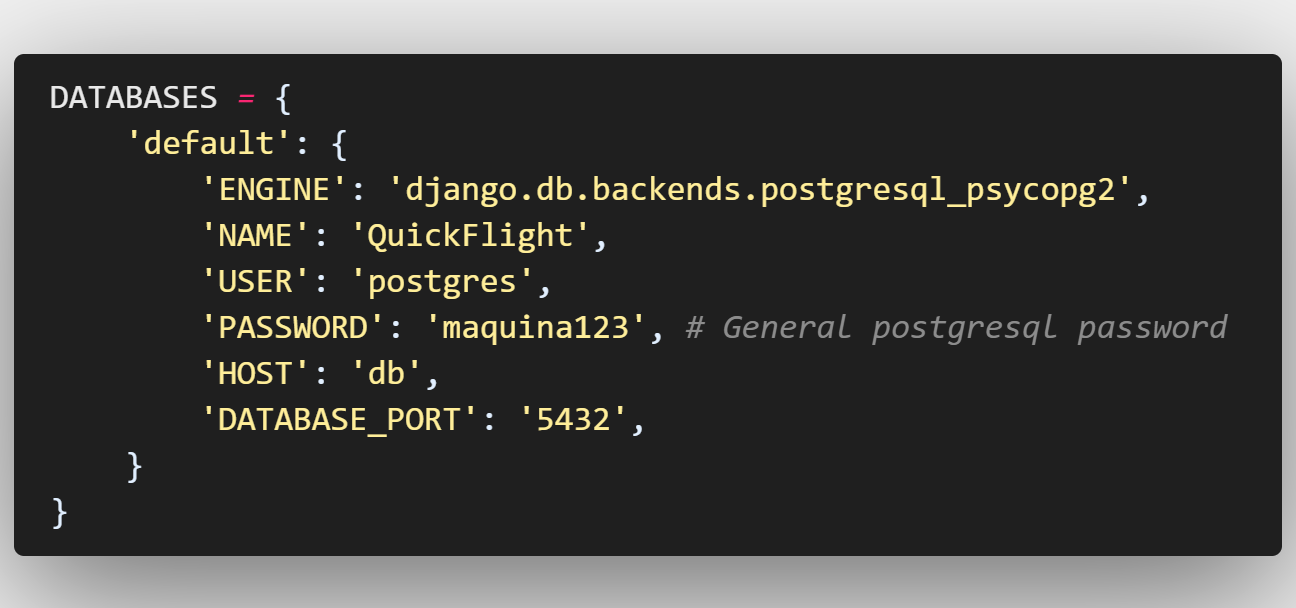 DATABASES = {
    'default': {
        'ENGINE': 'django.db.backends.postgresql_psycopg2',
        'NAME': 'QuickFlight',
        'USER': 'postgres',
        'PASSWORD': 'maquina123', # General postgresql password
        'HOST': 'db',
        'DATABASE_PORT': '5432',
    }
}